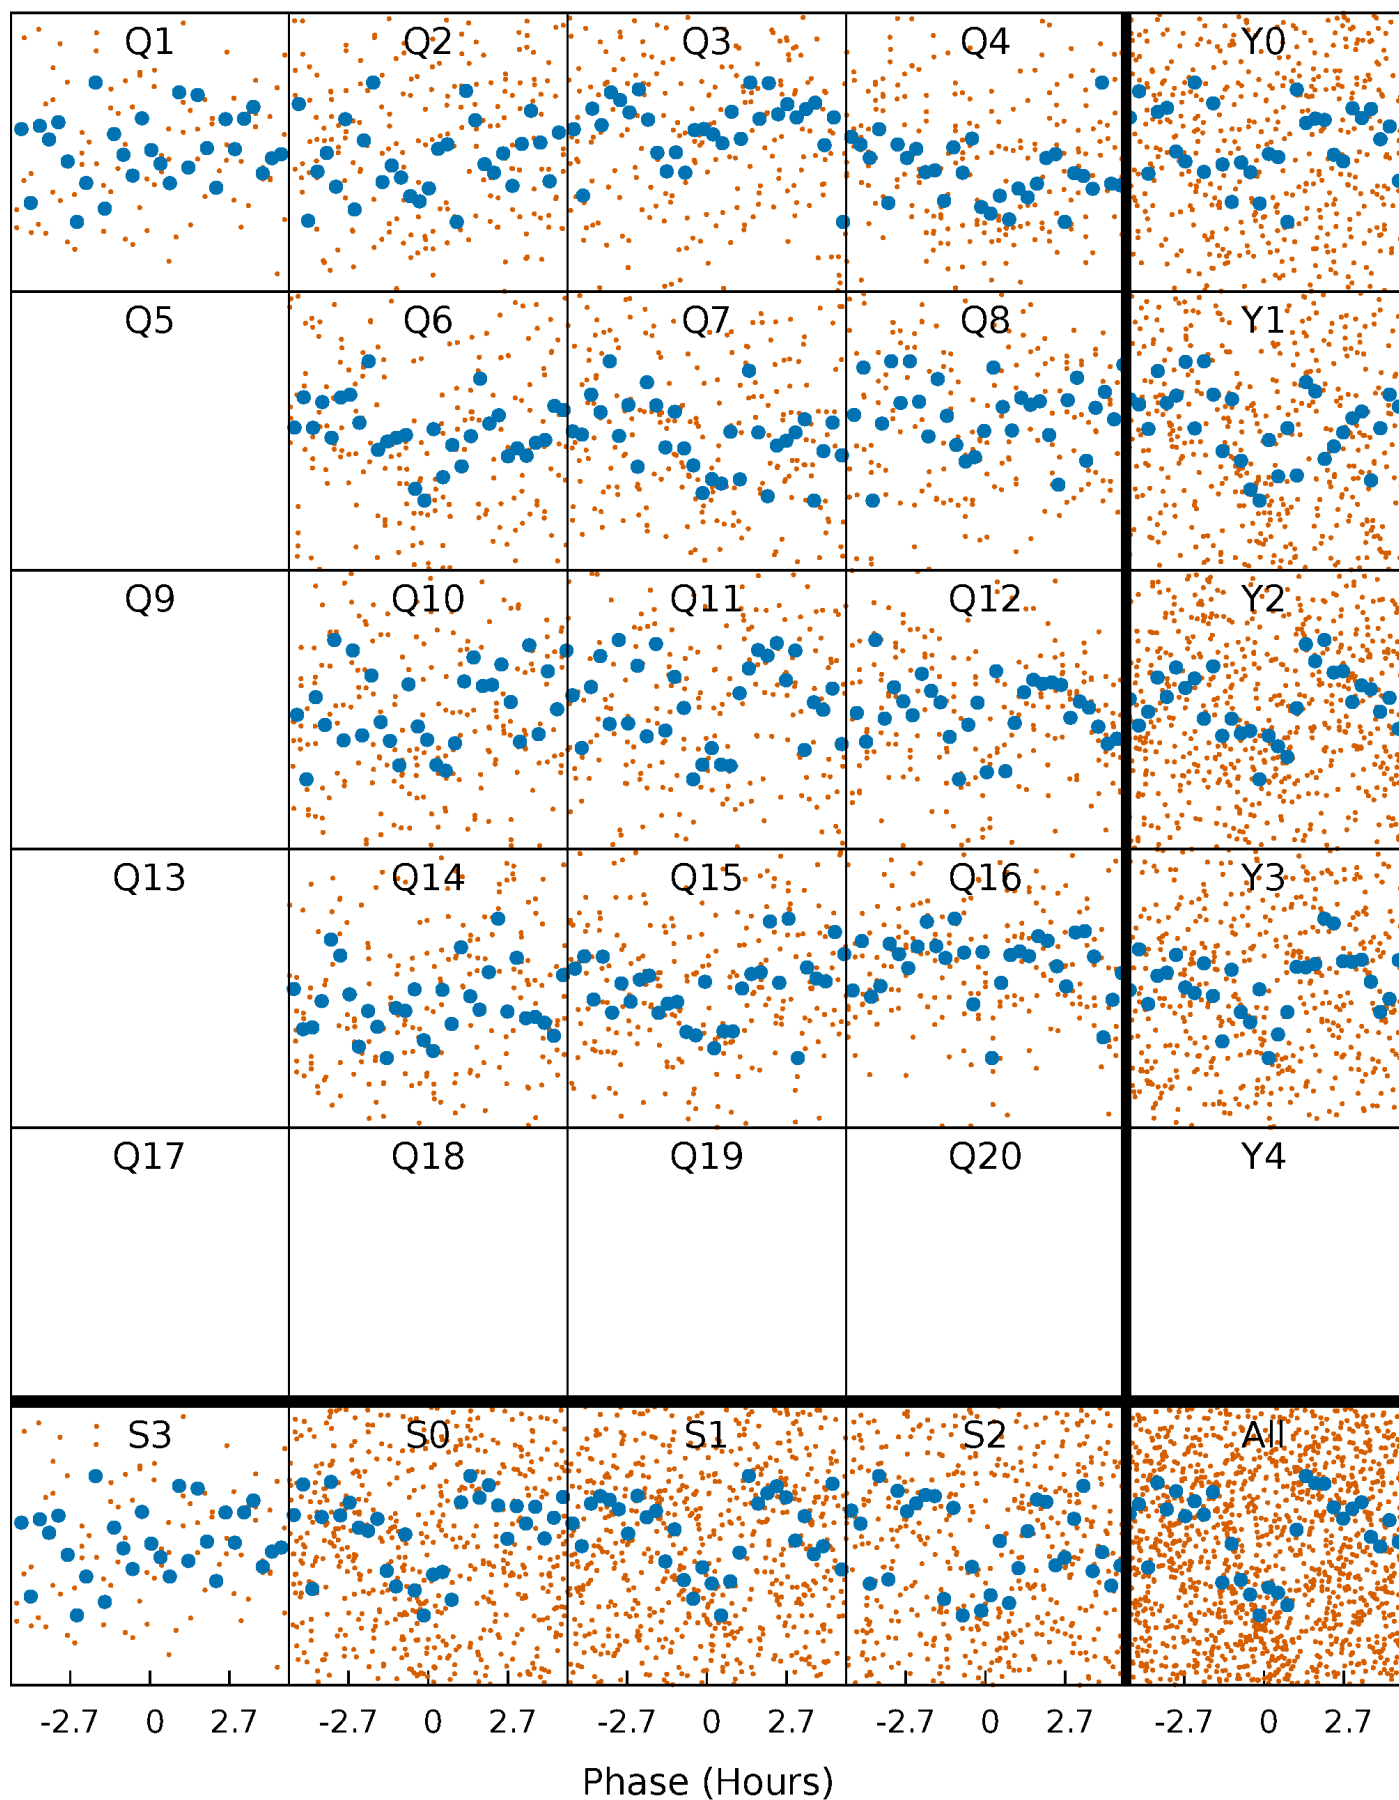 Q1 Q2 Q3 Q4 Y0
Q5 Q6 Q7 Q8 Y1
Q9 Q10 Q11 Q12 Y2
Q13 Q14 Q15 Q16 Y3
Q17 Q18 Q19 Q20 Y4
S3 S0 S1 S2 All
-2.7 0 2.7 -2.7 0 2.7 -2.7 0 2.7 -2.7 0 2.7 -2.7 0 2.7
Phase (Hours)